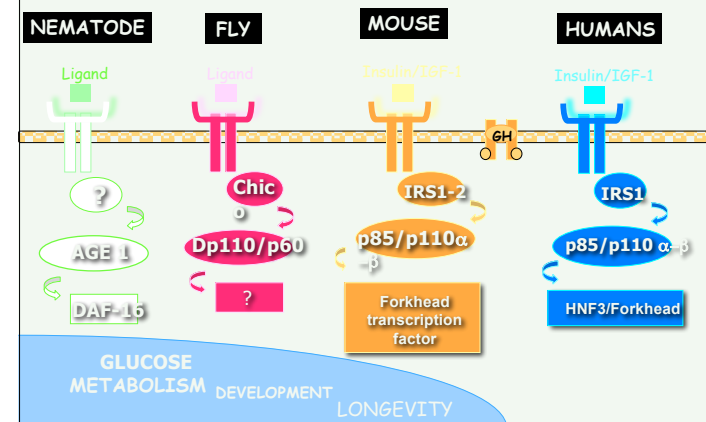 NEMATODE
FLY
MOUSE
HUMANS
Ligand
Ligand
Insulin/IGF-1
Insulin/IGF-1
GH
?
Chic
o
IRS1-2
IRS1
AGE 1
Dp110/p60
p85/p110α
-β
p85/p110 α-β
DAF-16
?
Forkhead
transcription
factor
HNF3/Forkhead
GLUCOSE
METABOLISM
DEVELOPMENT
LONGEVITY